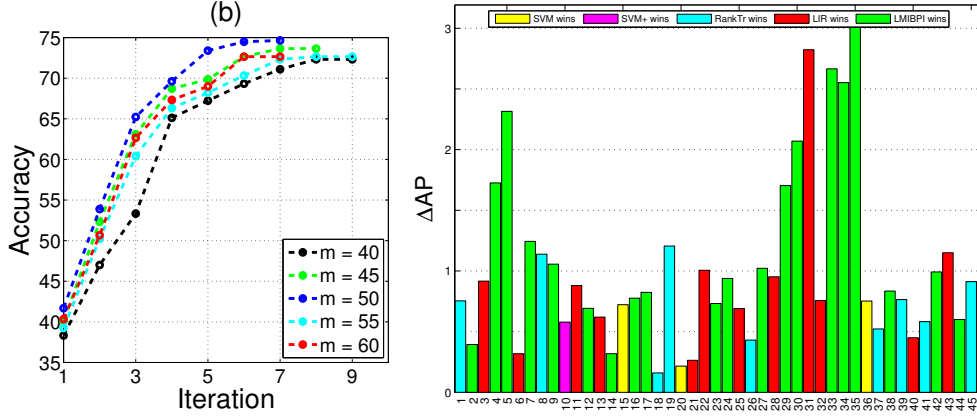 (b)
75
70
65
60
55
50
45
40
35
Accuracy
m = 40
m = 45
m = 50
m = 55
m = 60
1 3 5 7 9
Iteration
SVM wins SVM+ wins RankTr wins LIR wins LMIBPI wins
3
2
1
0
ΔAP
1 2 3 4 5 6 7 8 9 10 11 12 13 14 15 16 17 18 19 20 21 22 23 24 25 26 27 28 29 30 31 32 33 34 35 36 37 38 39 40 41 42 43 44 45